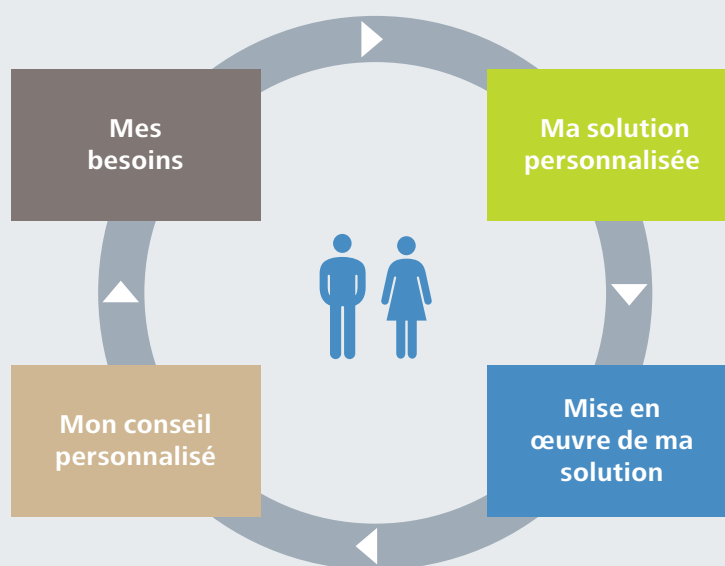 Mes
besoins
Ma solution
personnalisée
Mon conseil
personnalisé
Mise en
œuvre de ma
solution